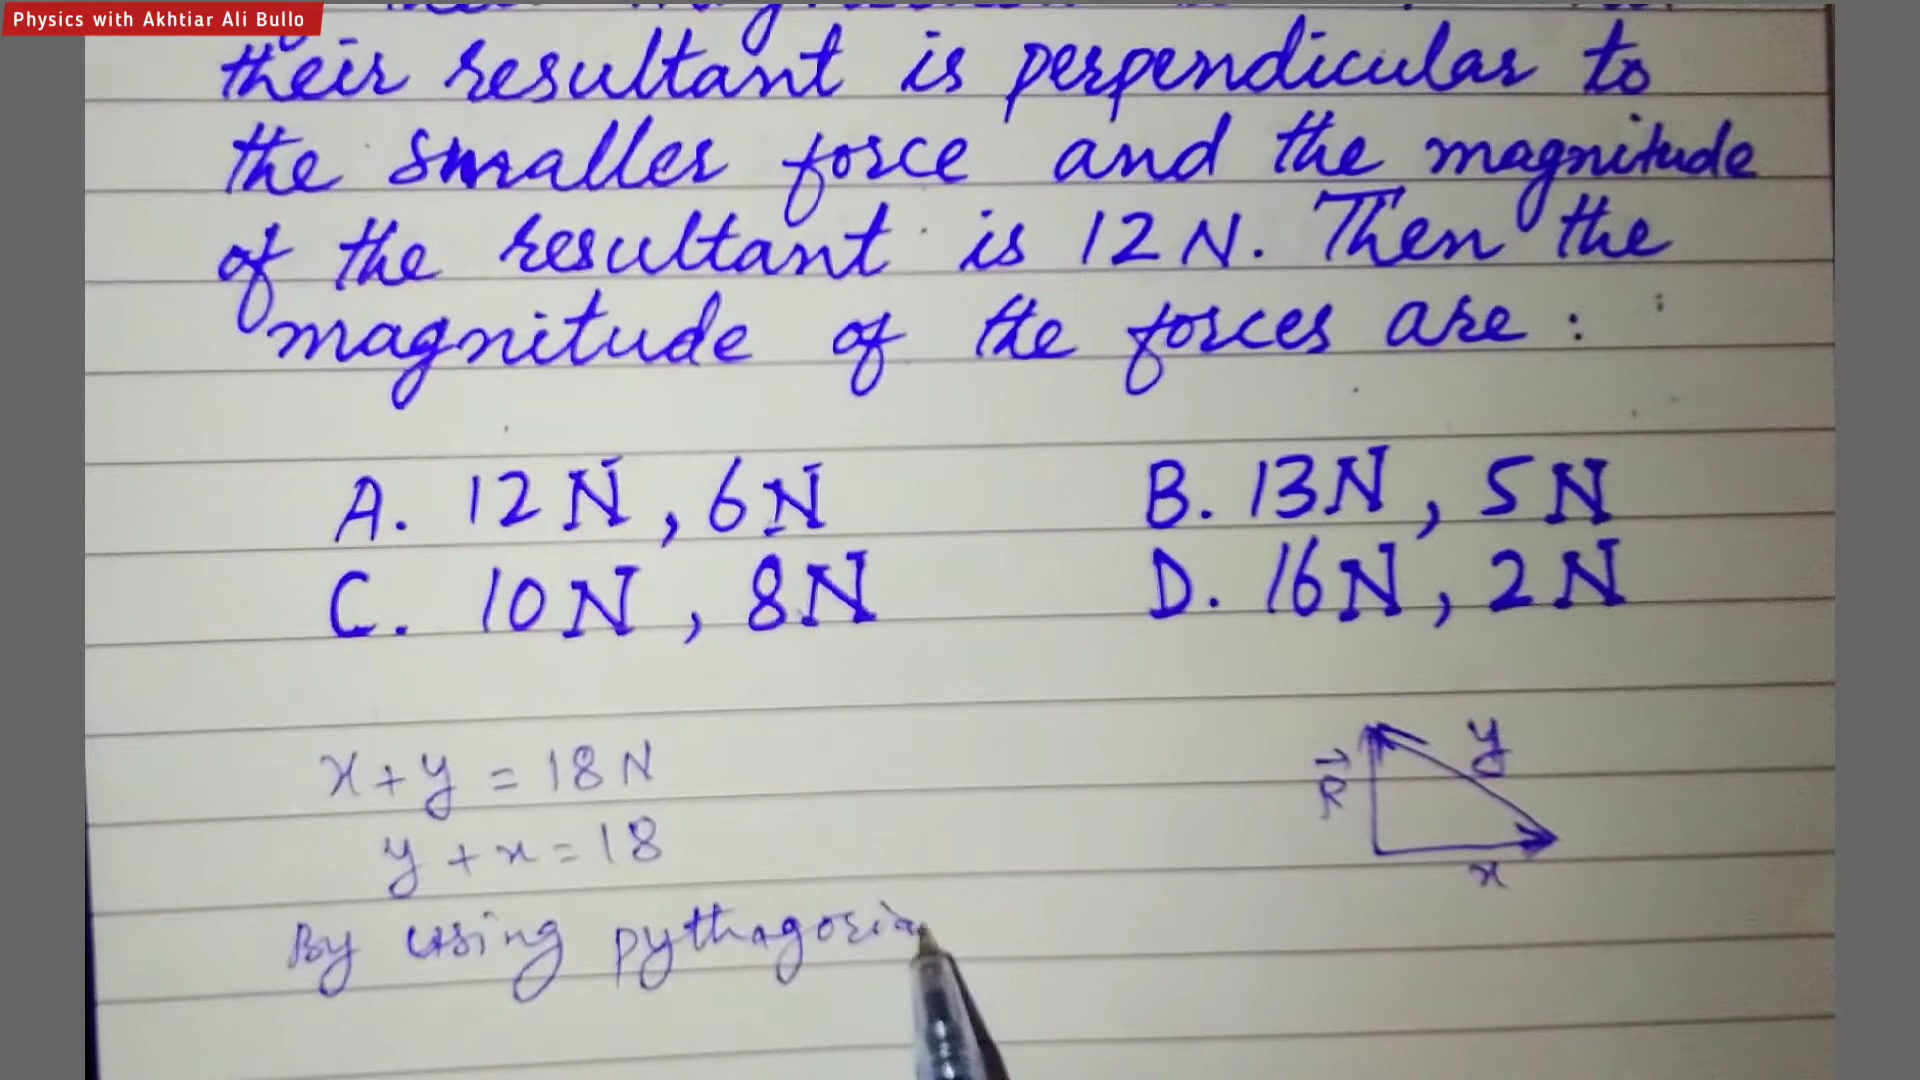 Physics with Akhtiar Ali Bullo
their resultant is perpendicular to
the smaller force and the magnitude
of the resultant is 12 N. Then the
magnitude of the forces are :
A. 12 N , 6 N
B. 13 N , 5 N
C. 10 N , 8 N
D. 16 N , 2 N
x + y = 18 N
y
R
y + x = 18
x
By using pythagoria